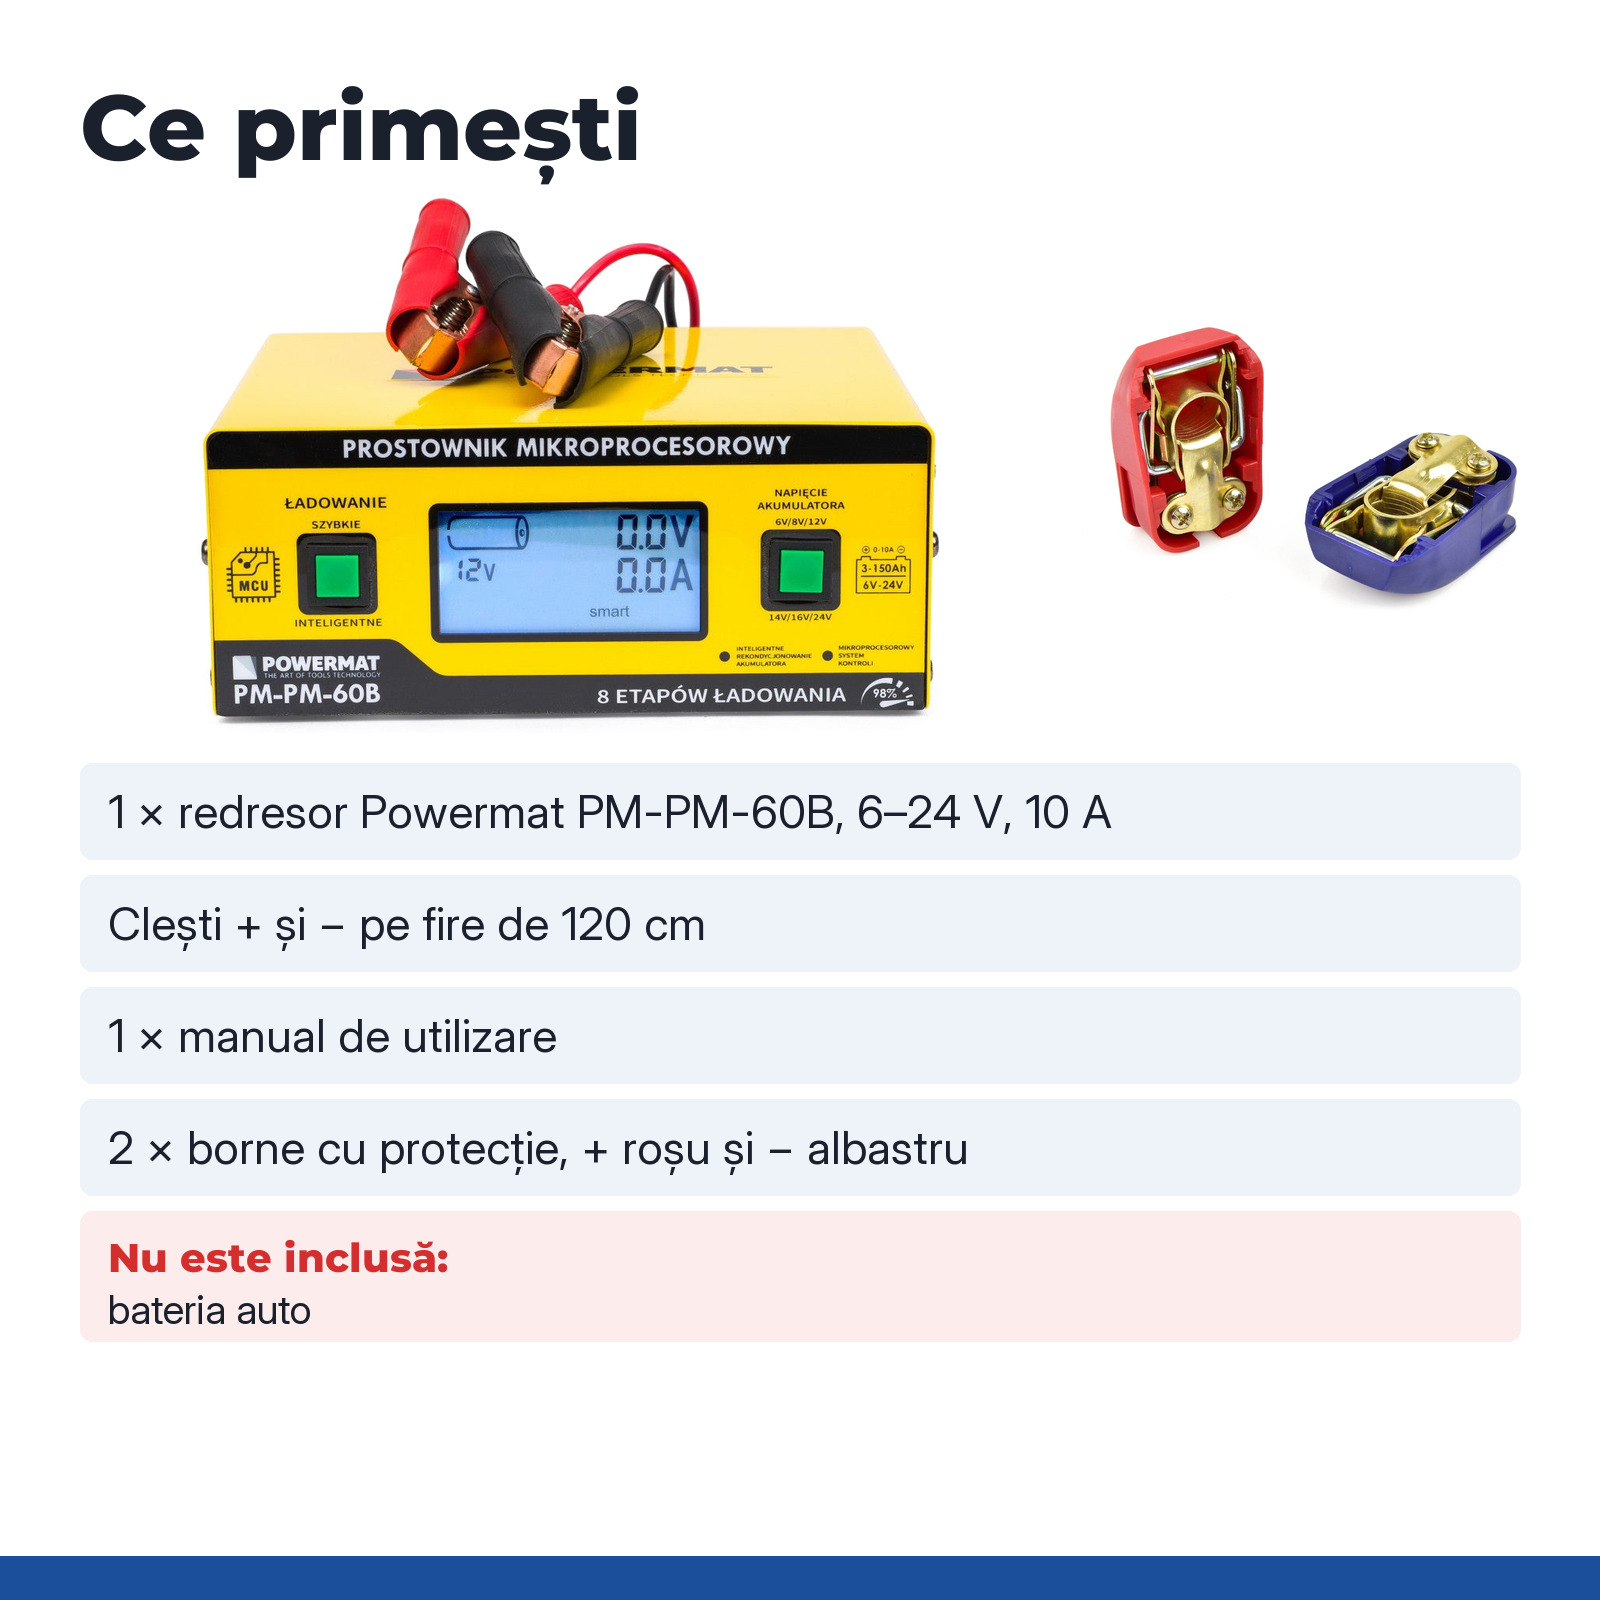 Ce primești
PROSTOWNIK MIKROPROCESOROWY
ŁADOWANIE
SZYBKIE
MCU
INTELIGENTNE
0.0V
12V
0.0A
smart
NAPIĘCIE
AKUMULATORA
6V/8V/12V
14V/16V/24V
0-10A
3-150Ah
6V-24V
INTELIGENTNE
REKONDYCJONOWANIE
AKUMULATORA
MIKROPROCESOROWY
SYSTEM
KONTROLI
POWERMAT
THE ART OF TOOLS TECHNOLOGY
PM-PM-60B
8 ETAPÓW ŁADOWANIA
98%
1 × redresor Powermat PM-PM-60B, 6–24 V, 10 A
Clești + și – pe fire de 120 cm
1 × manual de utilizare
2 × borne cu protecție, + roșu și – albastru
Nu este inclusă:
bateria auto